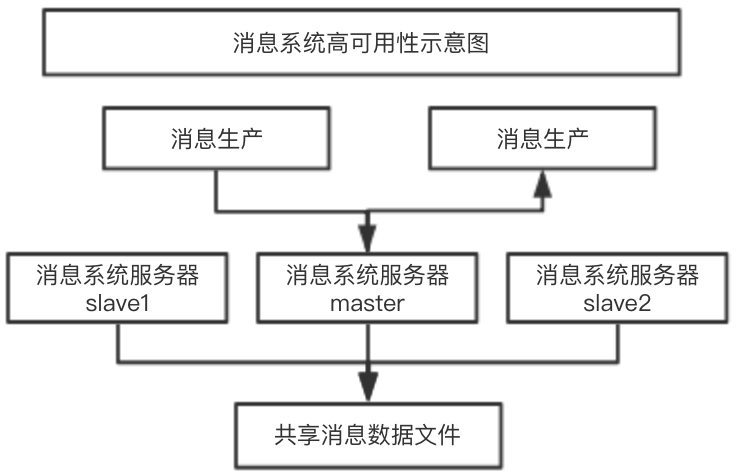 消息系统高可用性示意图
消息生产
消息生产
消息系统服务器
slave1
消息系统服务器
master
消息系统服务器
slave2
共享消息数据文件